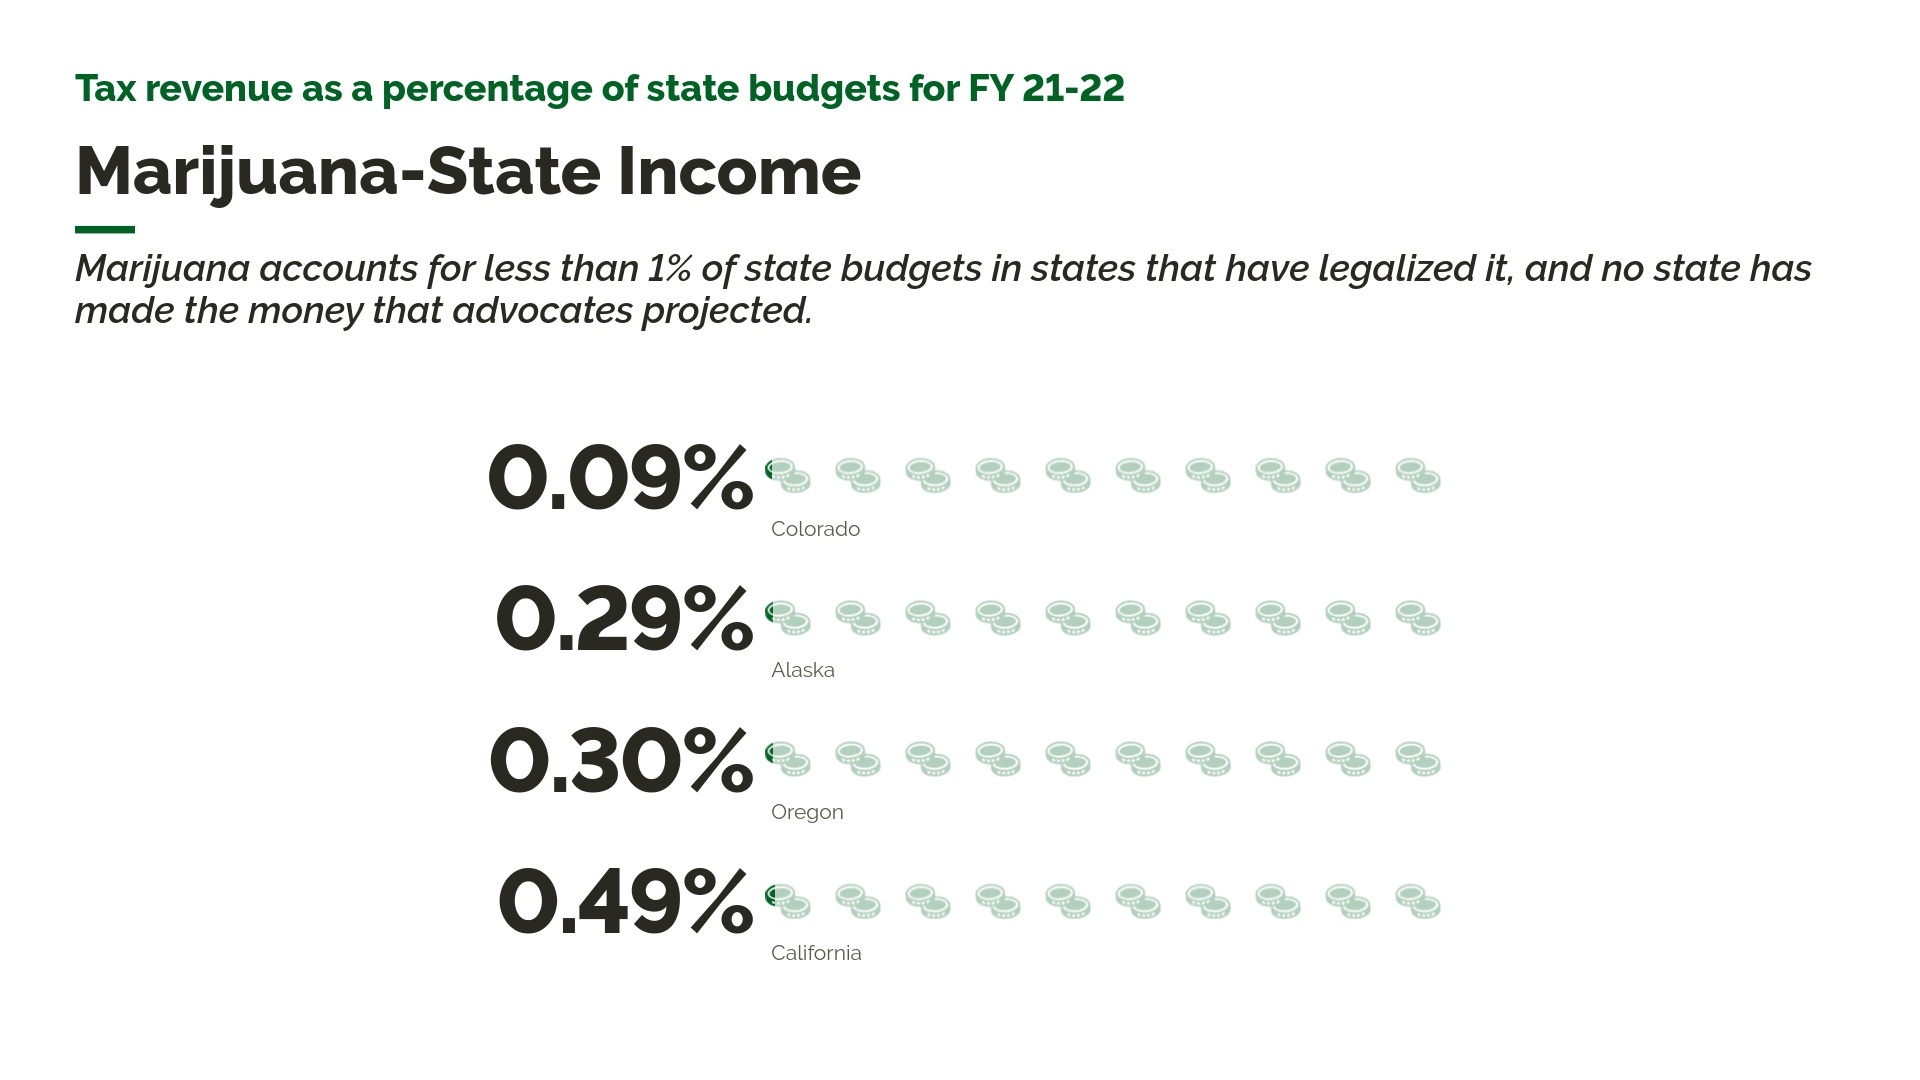 Tax revenue as a percentage of state budgets for FY 21-22
Marijuana-State Income
Marijuana accounts for less than 1% of state budgets in states that have legalized it, and no state has
made the money that advocates projected.
0.09%
Colorado
0.29%
Alaska
0.30%
Oregon
0.49%
California